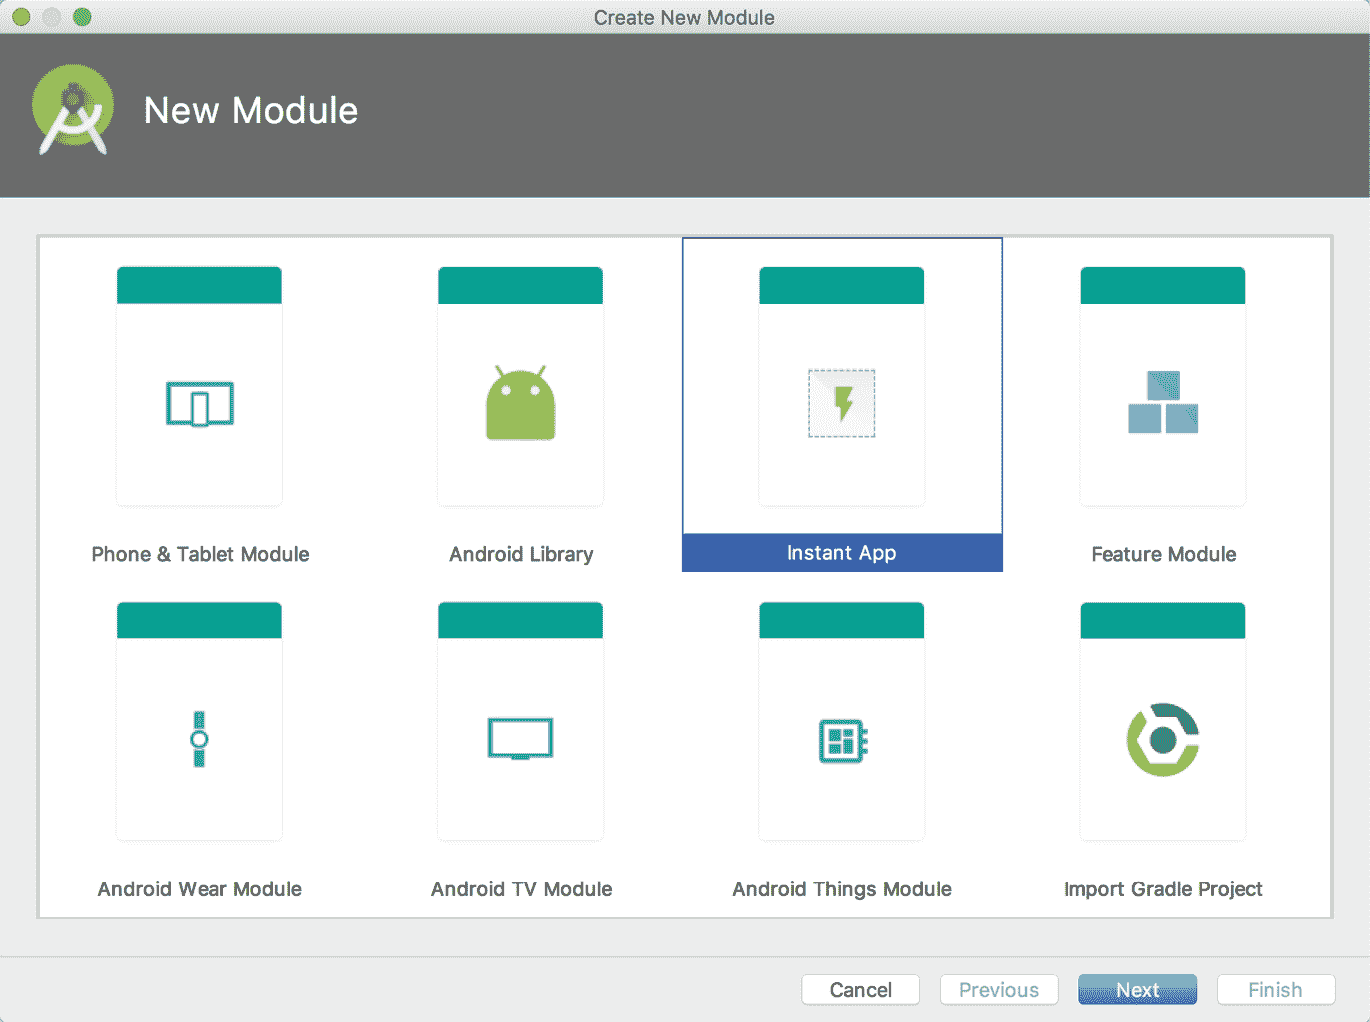 Create New Module
New Module
Phone & Tablet Module
Android Library
Instant App
Feature Module
Android Wear Module
Android TV Module
Android Things Module
Import Gradle Project
Cancel
Previous
Next
Finish